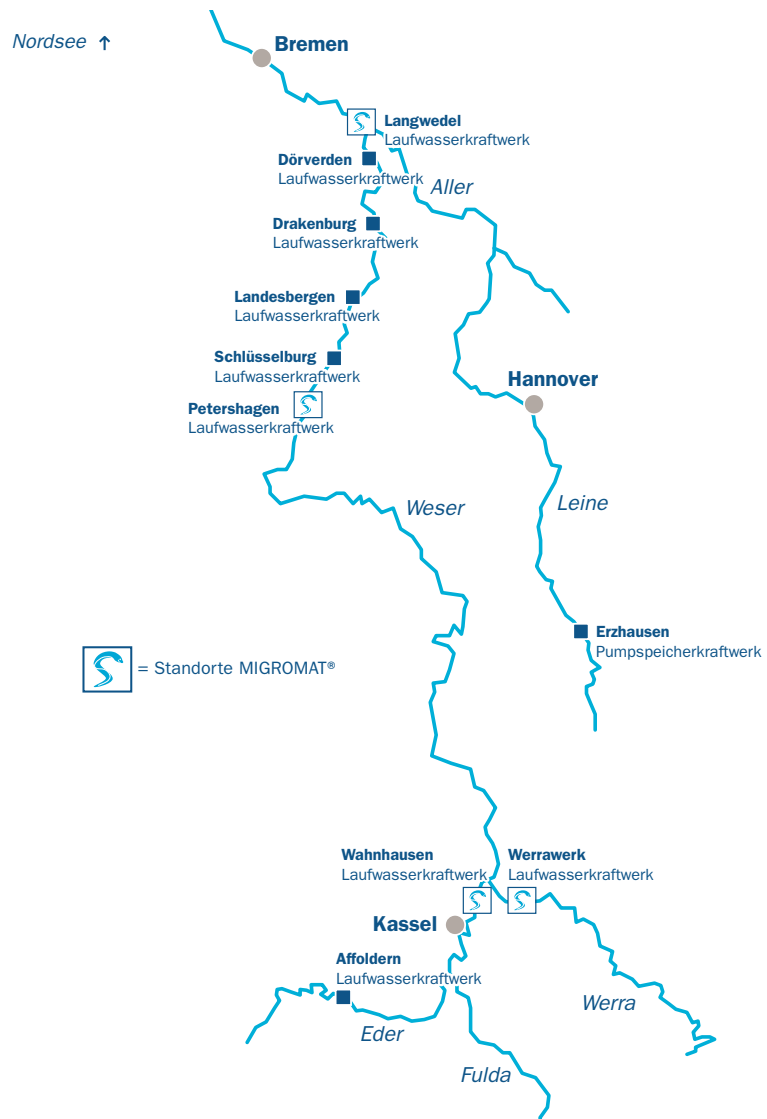 Nordsee ↑
Bremen
Langwedel
Laufwasserkraftwerk
Dörverden
Laufwasserkraftwerk
Aller
Drakenburg
Laufwasserkraftwerk
Landesbergen
Laufwasserkraftwerk
Schlüsselburg
Laufwasserkraftwerk
Hannover
Petershagen
Laufwasserkraftwerk
Weser
Leine
Erzhausen
Pumpspeicherkraftwerk
= Standorte MIGROMAT®
Wahnhausen
Laufwasserkraftwerk
Werrawerk
Laufwasserkraftwerk
Kassel
Affoldern
Laufwasserkraftwerk
Werra
Eder
Fulda